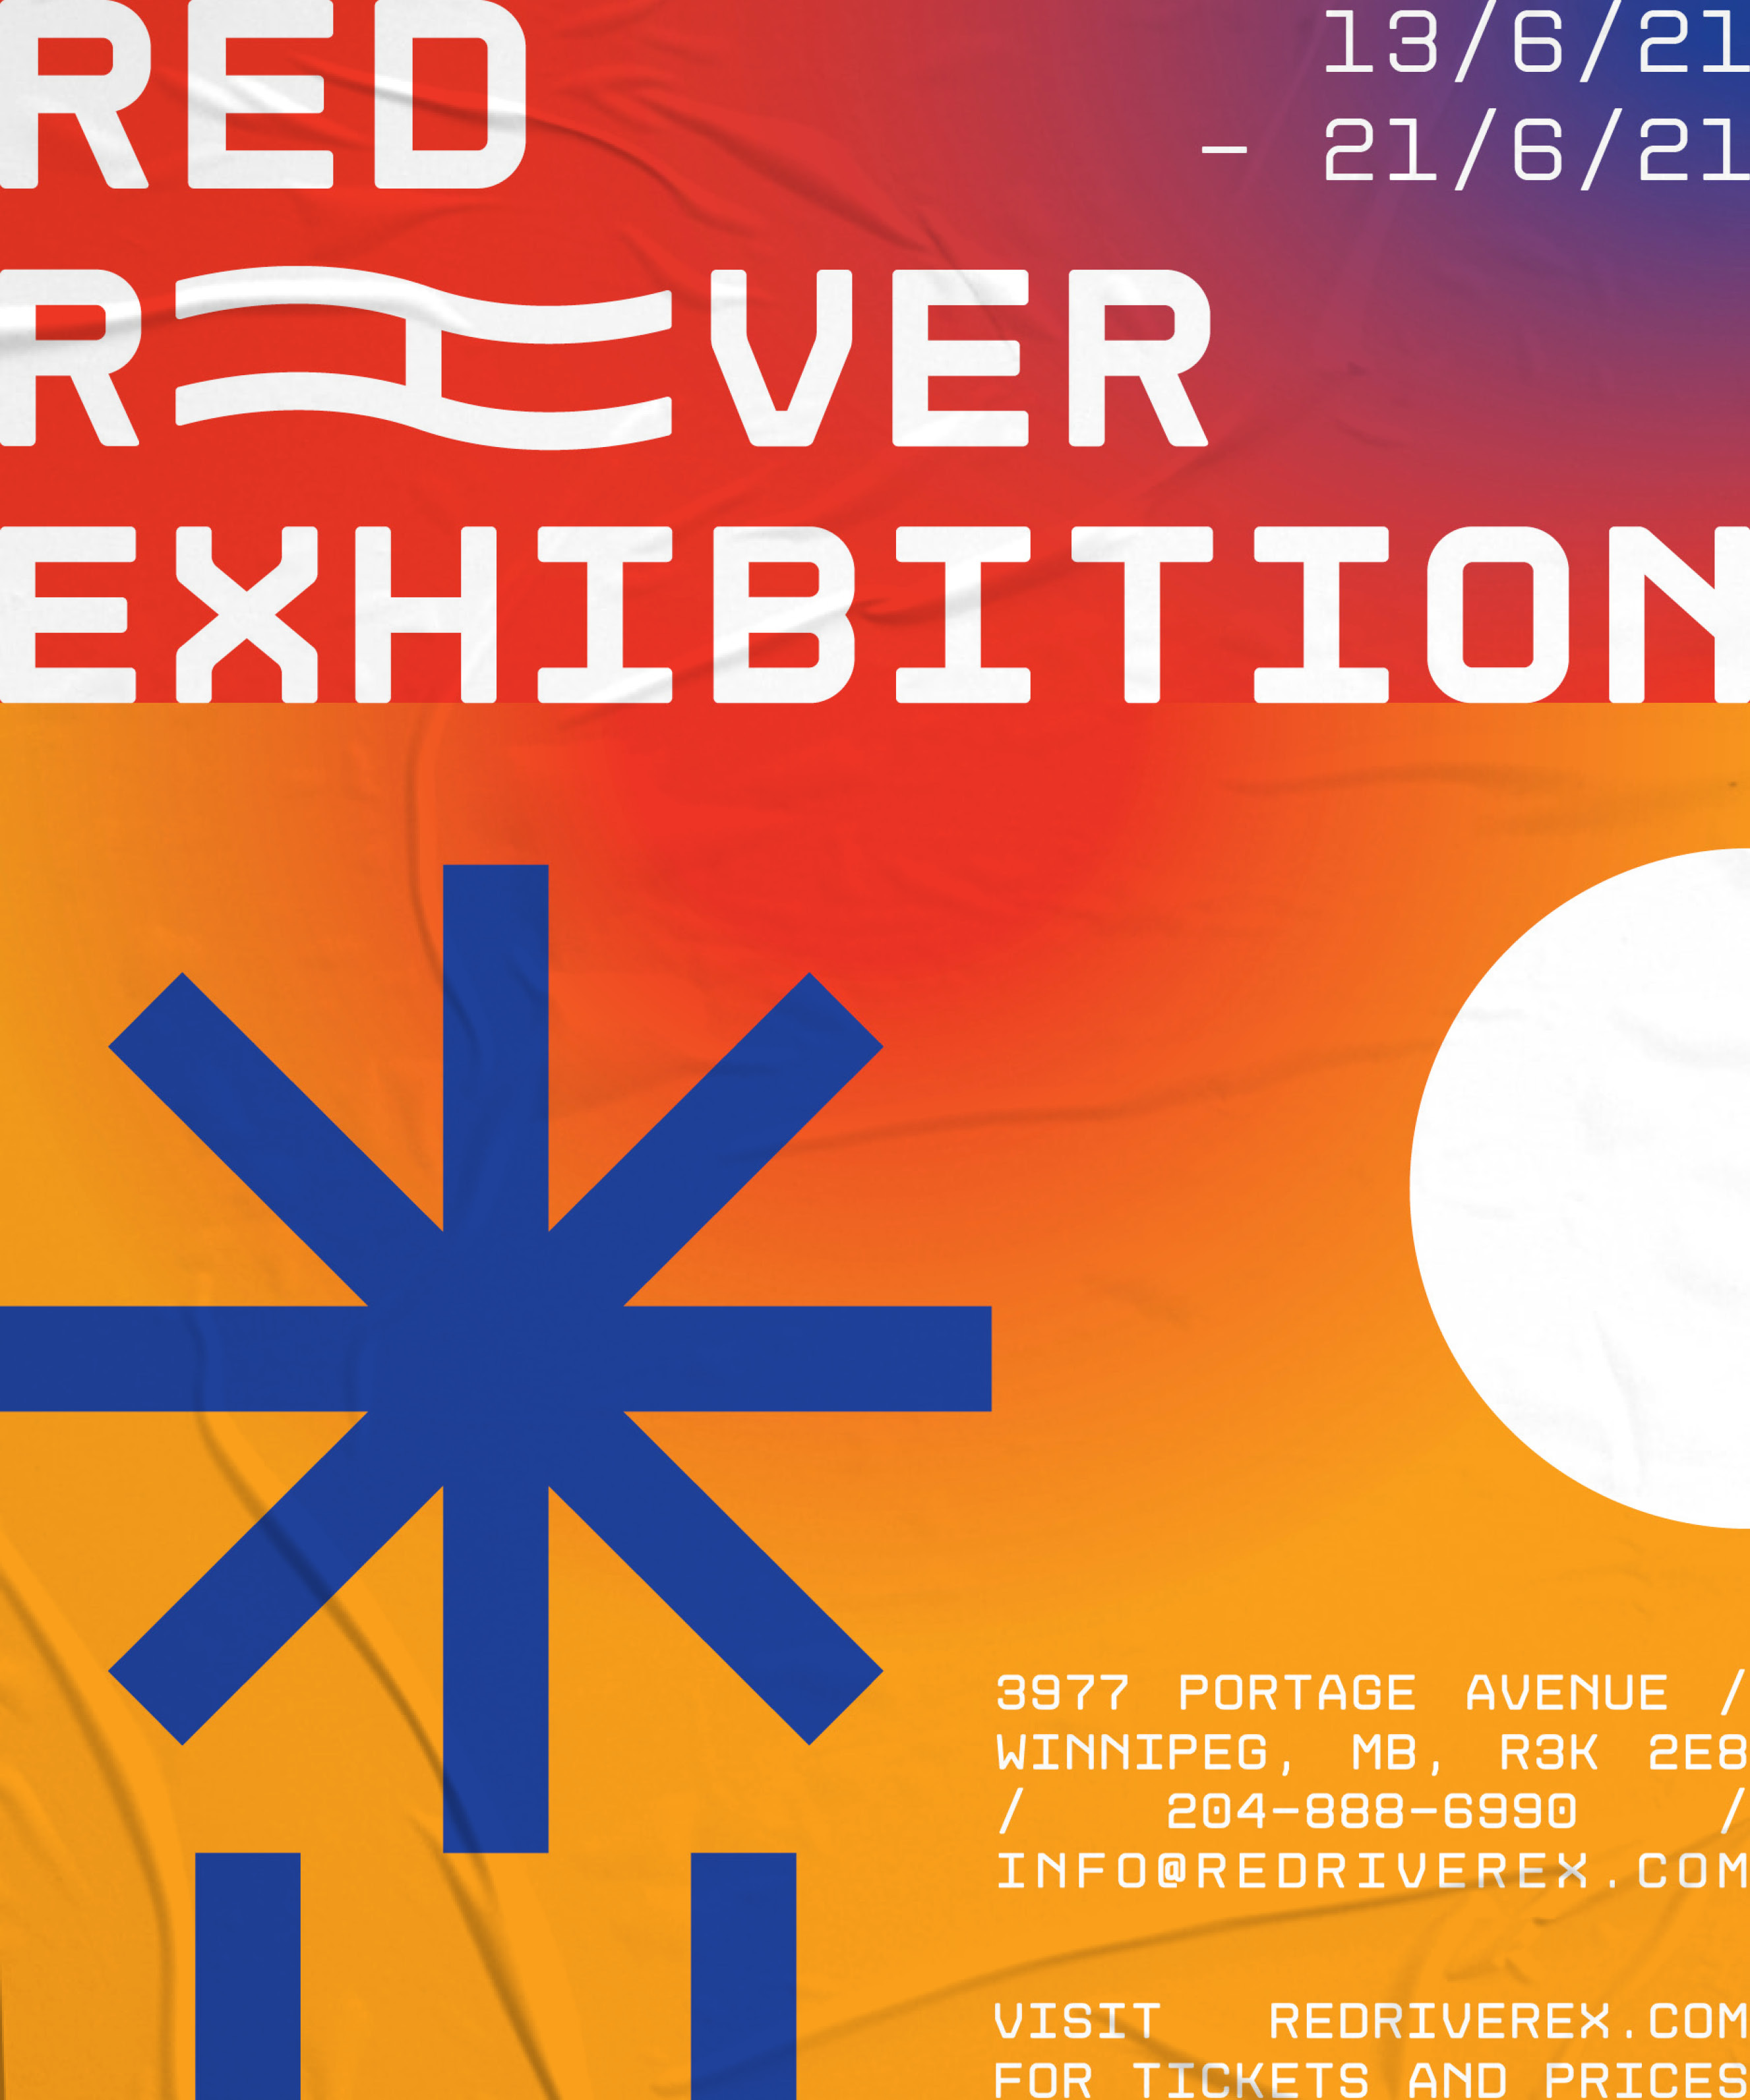 RED
13/6/21
– 21/6/21
RIVER
EXHIBITION
3977 PORTAGE AVENUE /
WINNIPEG, MB, R3K 2E8
/ 204-888-6990 /
INFO@REDRIVEREX.COM
VISIT REDRIVEREX.COM
FOR TICKETS AND PRICES